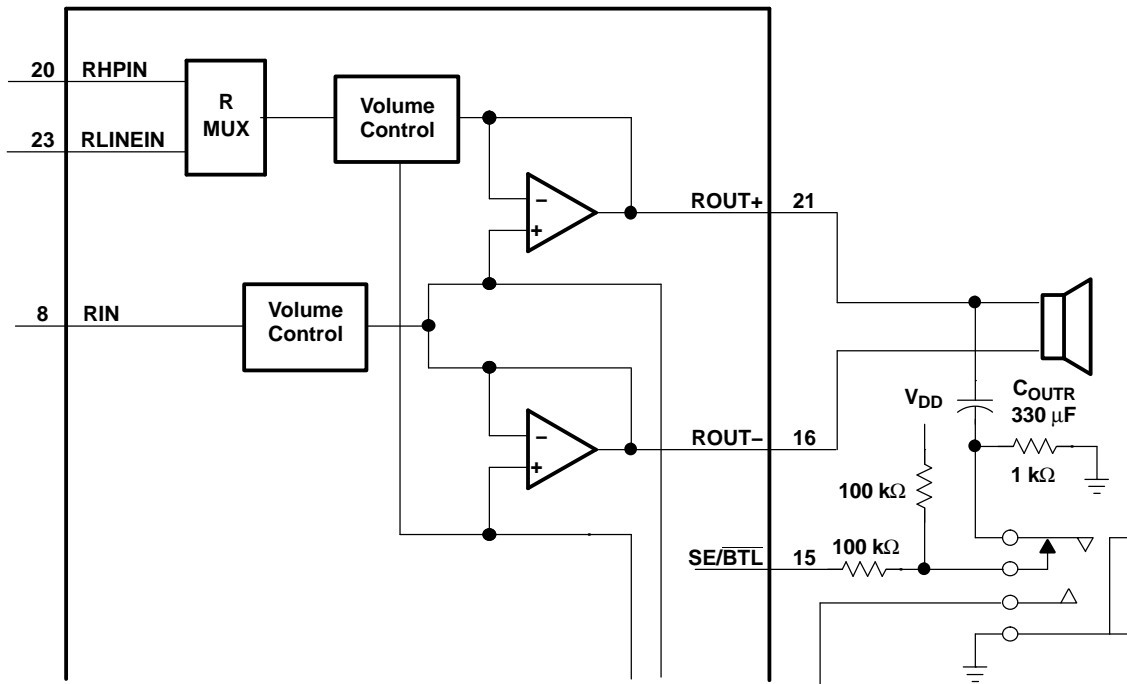 20 RHPIN
R
MUX
Volume
Control
23 RLINEIN
−
+
ROUT+ 21
8 RIN
Volume
Control
−
+
ROUT− 16
VDD
COUTR
330 μF
1 kΩ
100 kΩ
100 kΩ
SE/BTL 15